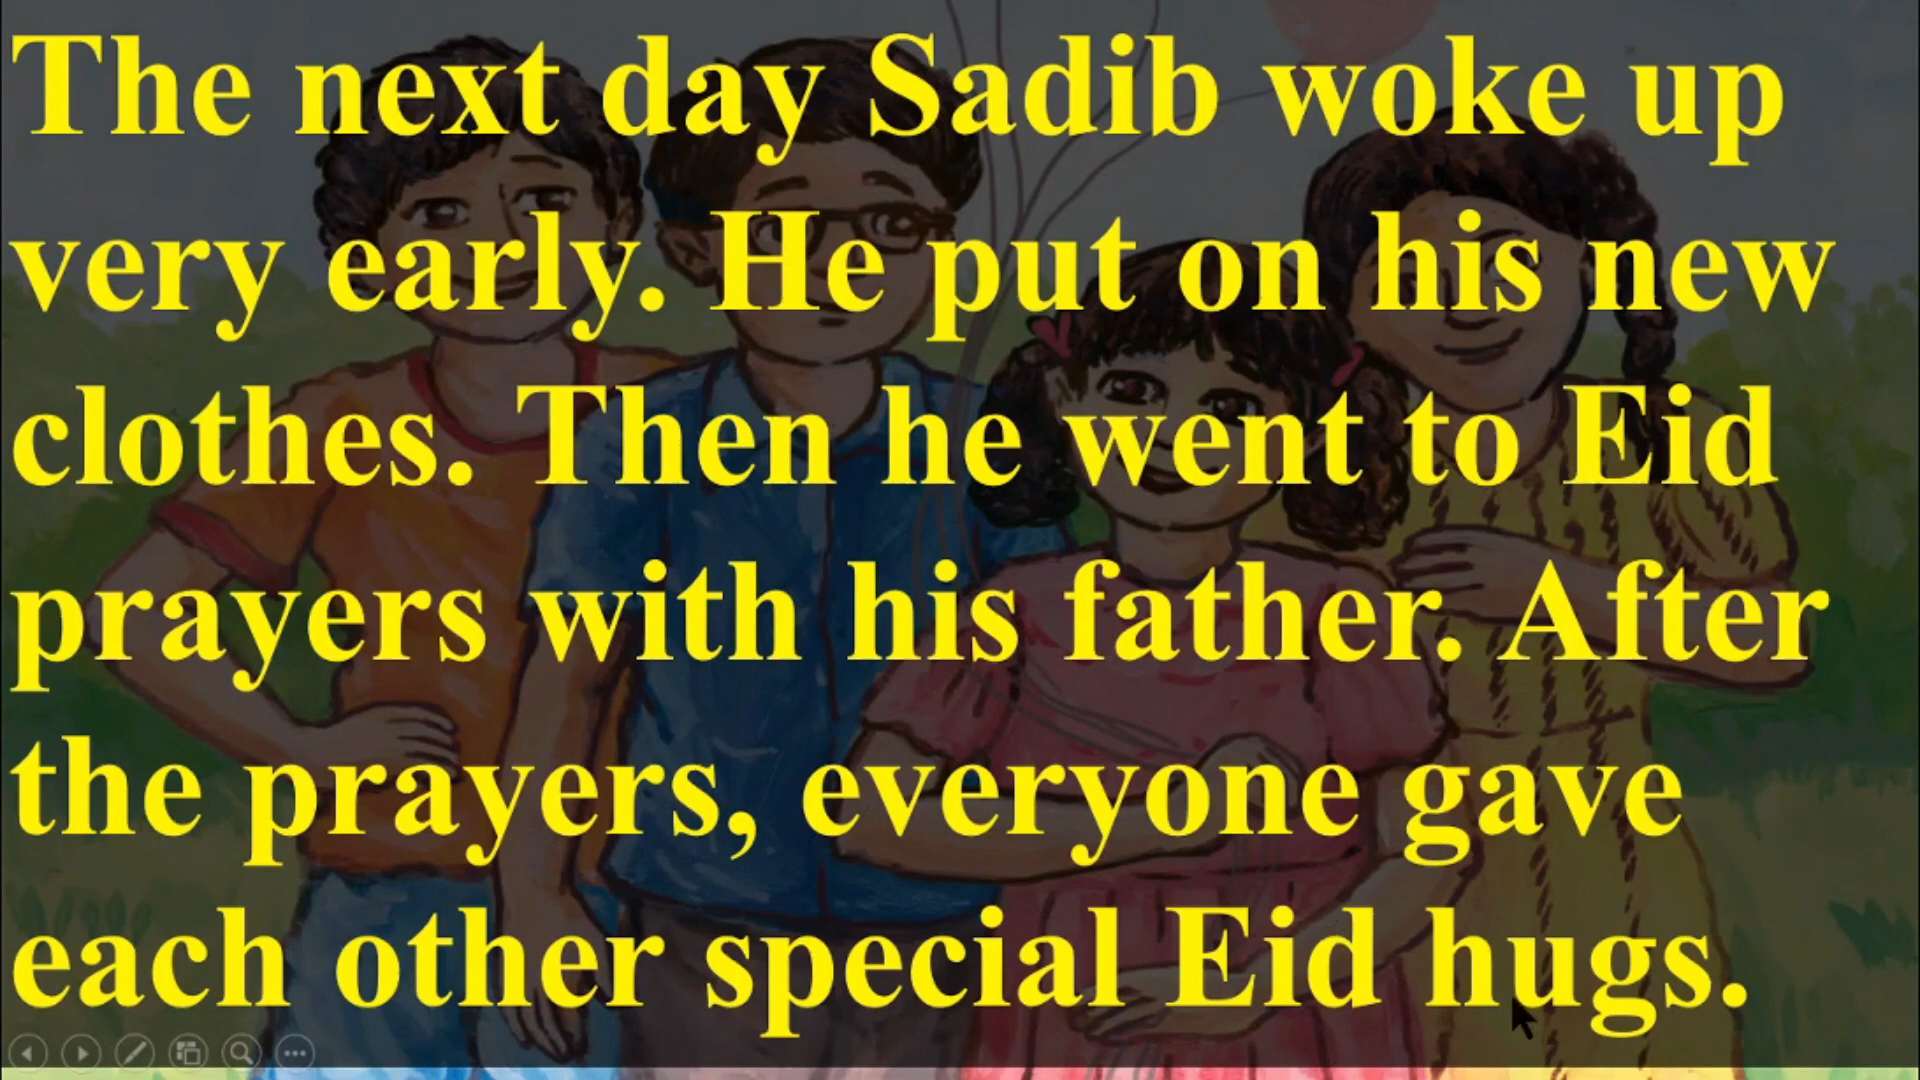 The next day Sadib woke up
very early. He put on his new
clothes. Then he went to Eid
prayers with his father. After
the prayers, everyone gave
each other special Eid hugs.